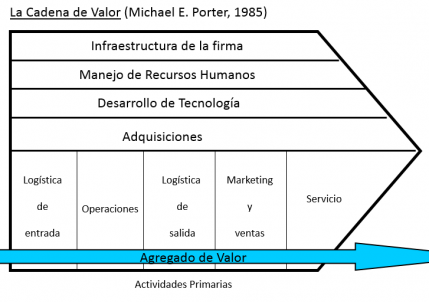 La Cadena de Valor (Michael E. Porter, 1985)
Infraestructura de la firma
Manejo de Recursos Humanos
Desarrollo de Tecnología
Adquisiciones
Logística
de
entrada
Operaciones
Logística
de
salida
Marketing
y
ventas
Servicio
Agregado de Valor
Actividades Primarias